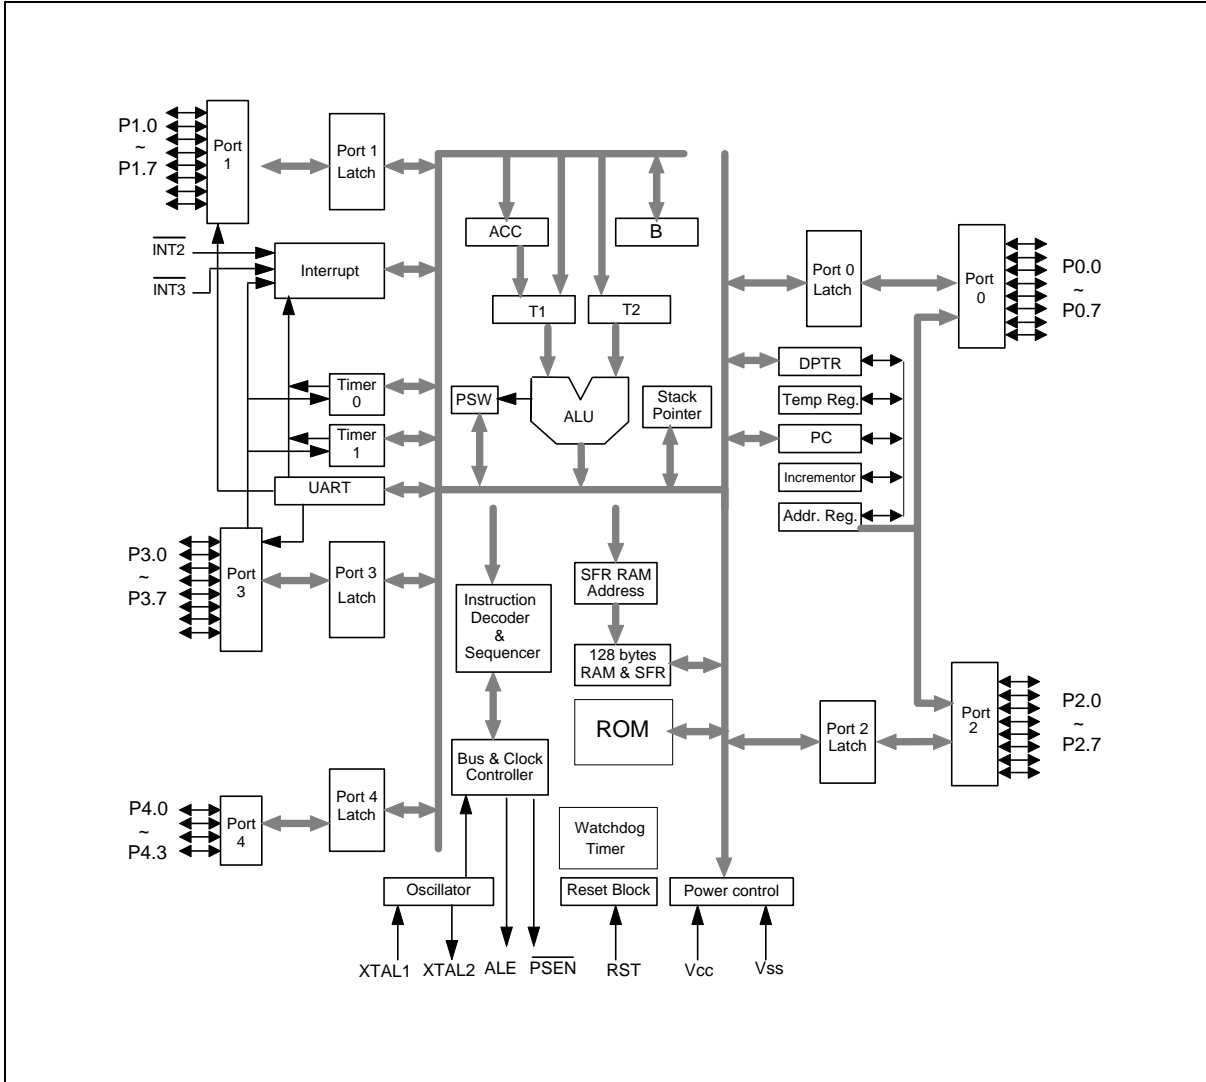 P1.0
~
P1.7
Port
1
Port 1
Latch
INT2
INT3
Interrupt
ACC
B
T1
T2
Port 0
Latch
Port
0
P0.0
~
P0.7
Timer
0
Timer
1
UART
PSW
ALU
Stack
Pointer
DPTR
Temp Reg.
PC
Incrementor
Addr. Reg.
P3.0
~
P3.7
Port
3
Port 3
Latch
Instruction
Decoder
&
Sequencer
SFR RAM
Address
128 bytes
RAM & SFR
ROM
Port 2
Latch
Port
2
P2.0
~
P2.7
Bus & Clock
Controller
P4.0
~
P4.3
Port
4
Port 4
Latch
Watchdog
Timer
Oscillator
Reset Block
Power control
XTAL1
XTAL2
ALE
PSEN
RST
Vcc
Vss